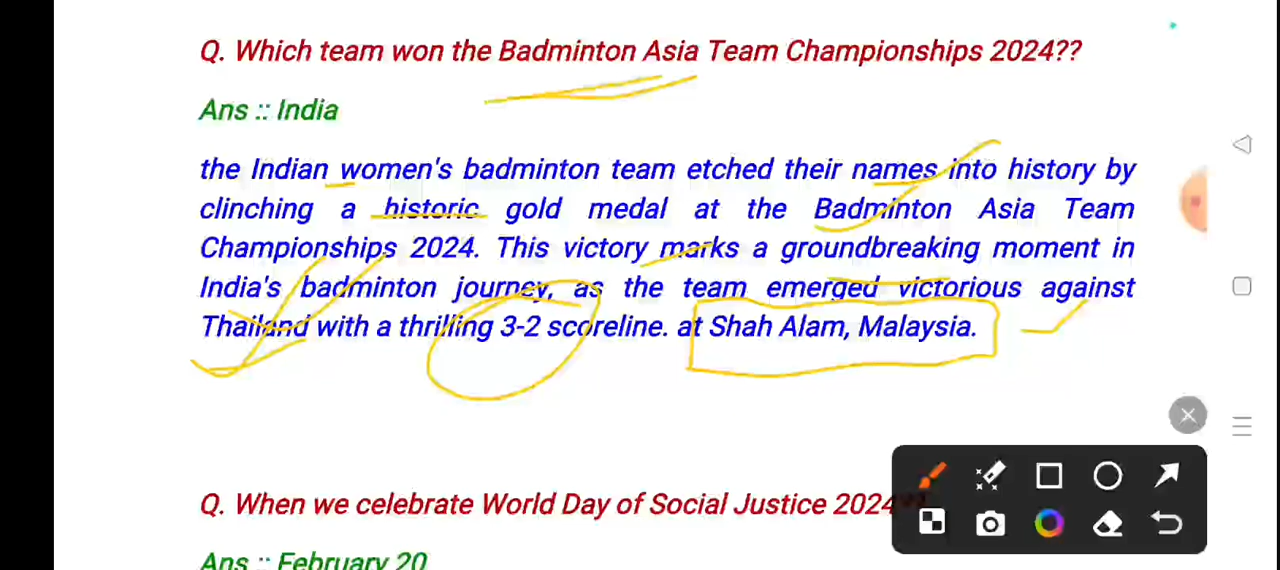 Q. Which team won the Badminton Asia Team Championships 2024??
Ans :: India
the Indian women's badminton team etched their names into history by
clinching a historic gold medal at the Badminton Asia Team
Championships 2024. This victory marks a groundbreaking moment in
India's badminton journey, as the team emerged victorious against
Thailand with a thrilling 3-2 scoreline. at Shah Alam, Malaysia.
Q. When we celebrate World Day of Social Justice 2024??
Ans :: February 20